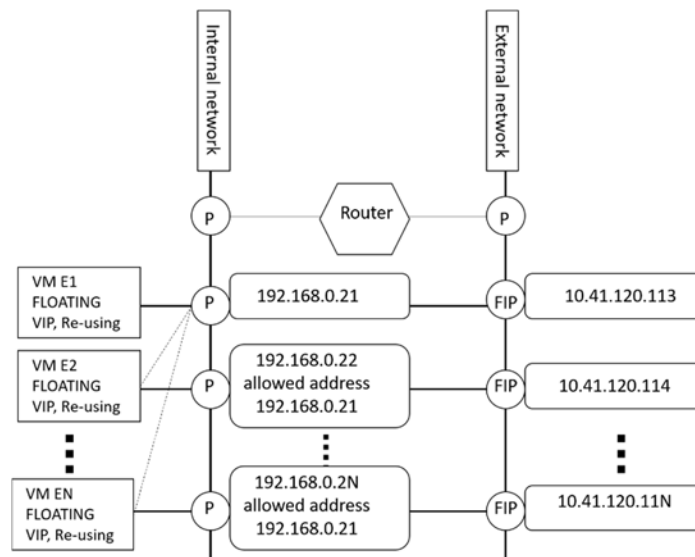 Internal network
External network
P
Router
P
VM E1
FLOATING
VIP, Re-using
P
192.168.0.21
FIP
10.41.120.113
VM E2
FLOATING
VIP, Re-using
P
192.168.0.22
allowed address
192.168.0.21
FIP
10.41.120.114
VM EN
FLOATING
VIP, Re-using
P
192.168.0.2N
allowed address
192.168.0.21
FIP
10.41.120.11N